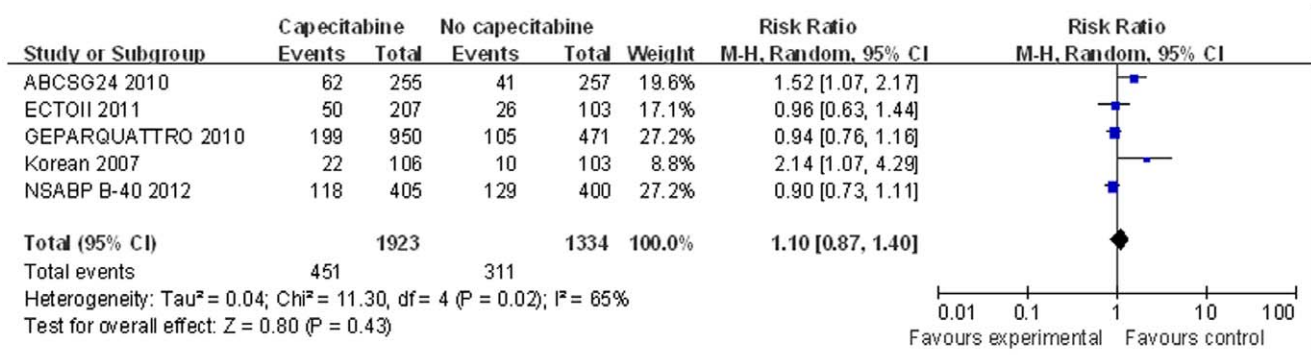 Capecitabine No capecitabine Risk Ratio Risk Ratio
Study or Subgroup Events Total Events Total Weight M-H, Random, 95% CI M-H, Random, 95% CI
ABCSG24 2010 62 255 41 257 19.6% 1.52 [1.07, 2.17]
ECTOII 2011 50 207 26 103 17.1% 0.96 [0.63, 1.44]
GEPARQUATTRO 2010 199 950 105 471 27.2% 0.94 [0.76, 1.16]
Korean 2007 22 106 10 103 8.8% 2.14 [1.07, 4.29]
NSABP B-40 2012 118 405 129 400 27.2% 0.90 [0.73, 1.11]
Total (95% CI) 1923 1334 100.0% 1.10 [0.87, 1.40]
Total events 451 311
Heterogeneity: Tau² = 0.04; Chi² = 11.30, df = 4 (P = 0.02); I² = 65%
Test for overall effect: Z = 0.80 (P = 0.43)
0.01 0.1 1 10 100
Favours experimental Favours control